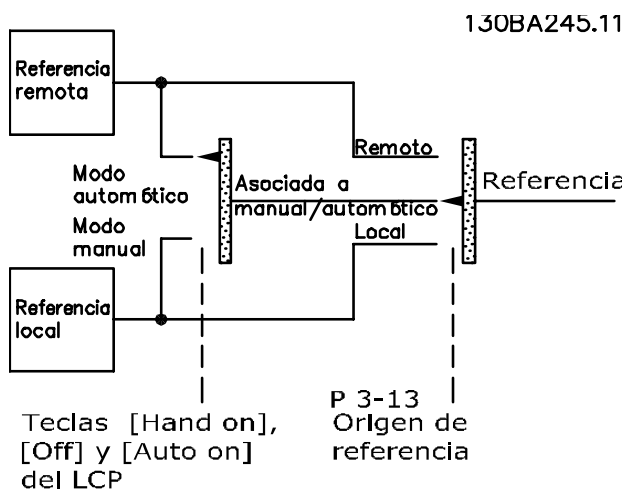 130BA245.11
Referencia
remota
Remoto
Modo
autom6tico
Asociada a
manual/autom6tico
Referencia
Modo
manual
Local
Referencia
local
P 3-13
Origen de
referencia
Teclas [Hand on],
[Off] y [Auto on]
del LCP